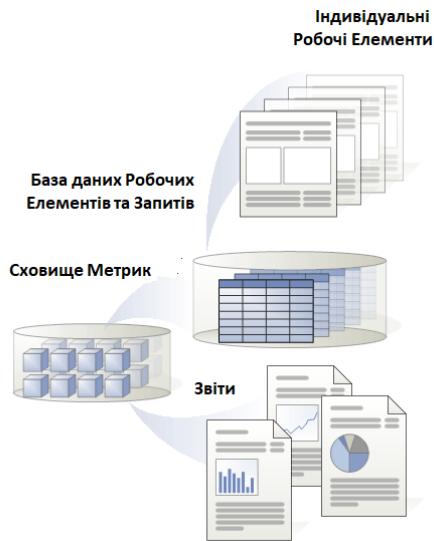 Індивідуальні
Робочі Елементи
База даних Робочих
Елементів та Запитів
Сховище Метрик
Звіти